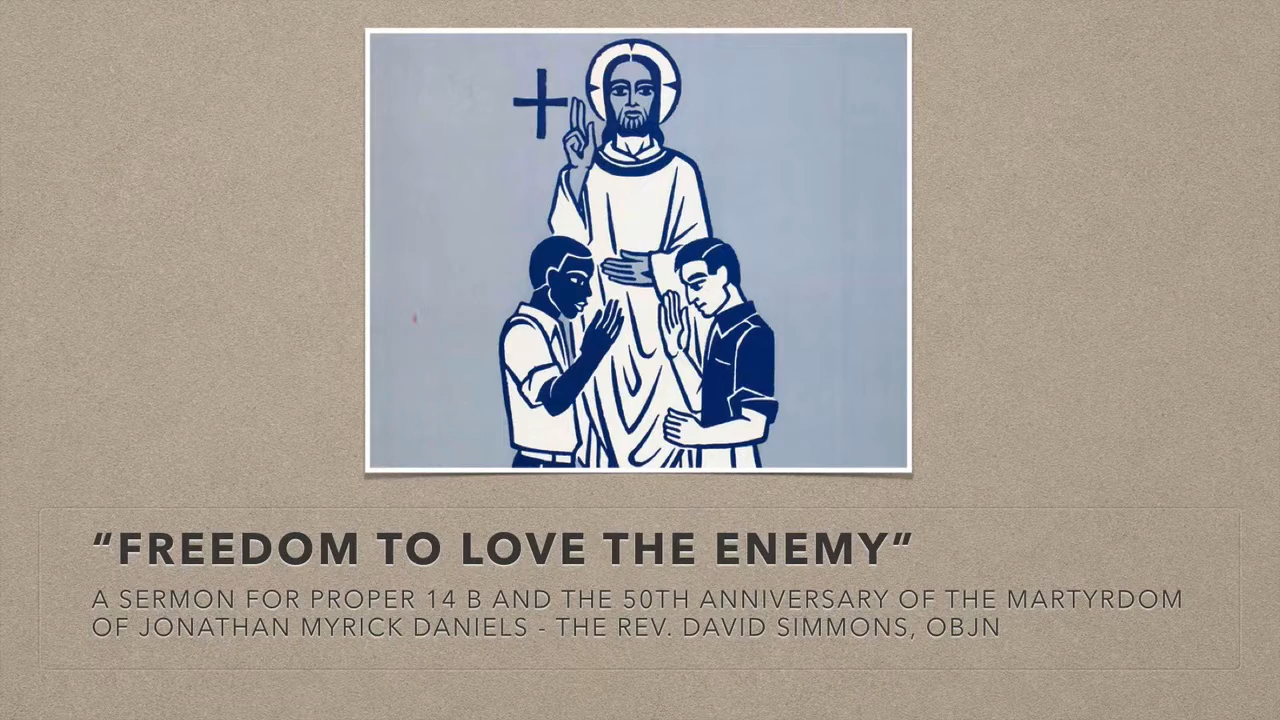 “FREEDOM TO LOVE THE ENEMY”
A SERMON FOR PROPER 14 B AND THE 50TH ANNIVERSARY OF THE MARTYRDOM
OF JONATHAN MYRICK DANIELS - THE REV. DAVID SIMMONS, OBJN